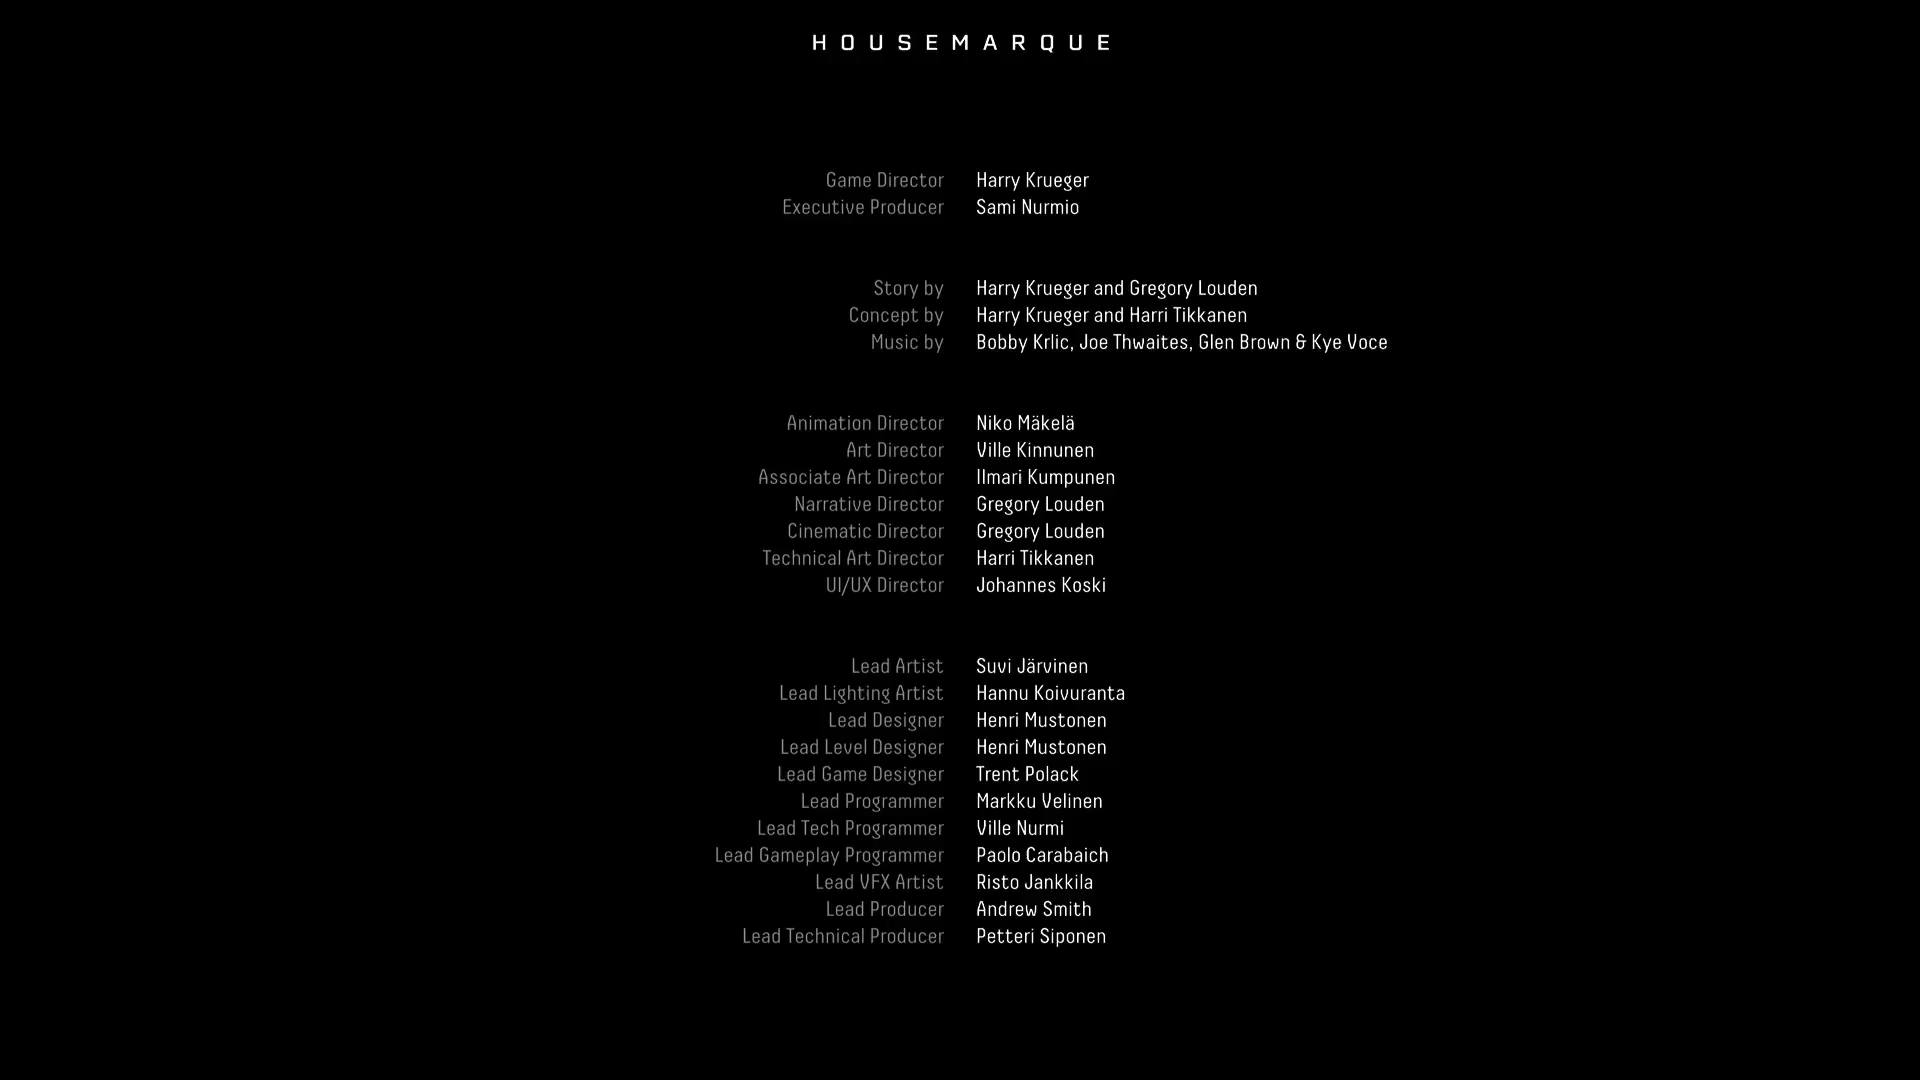 HOUSEMARQUE
Game Director Harry Krueger
Executive Producer Sami Nurmio
Story by Harry Krueger and Gregory Louden
Concept by Harry Krueger and Harri Tikkanen
Music by Bobby Krlic, Joe Thwaites, Glen Brown & Kye Voce
Animation Director Niko Mäkelä
Art Director Ville Kinnunen
Associate Art Director Ilmari Kumpunen
Narrative Director Gregory Louden
Cinematic Director Gregory Louden
Technical Art Director Harri Tikkanen
UI/UX Director Johannes Koski
Lead Artist Suvi Järvinen
Lead Lighting Artist Hannu Koivuranta
Lead Designer Henri Mustonen
Lead Level Designer Henri Mustonen
Lead Game Designer Trent Polack
Lead Programmer Markku Velinen
Lead Tech Programmer Ville Nurmi
Lead Gameplay Programmer Paolo Carabaich
Lead VFX Artist Risto Jankkila
Lead Producer Andrew Smith
Lead Technical Producer Petteri Siponen